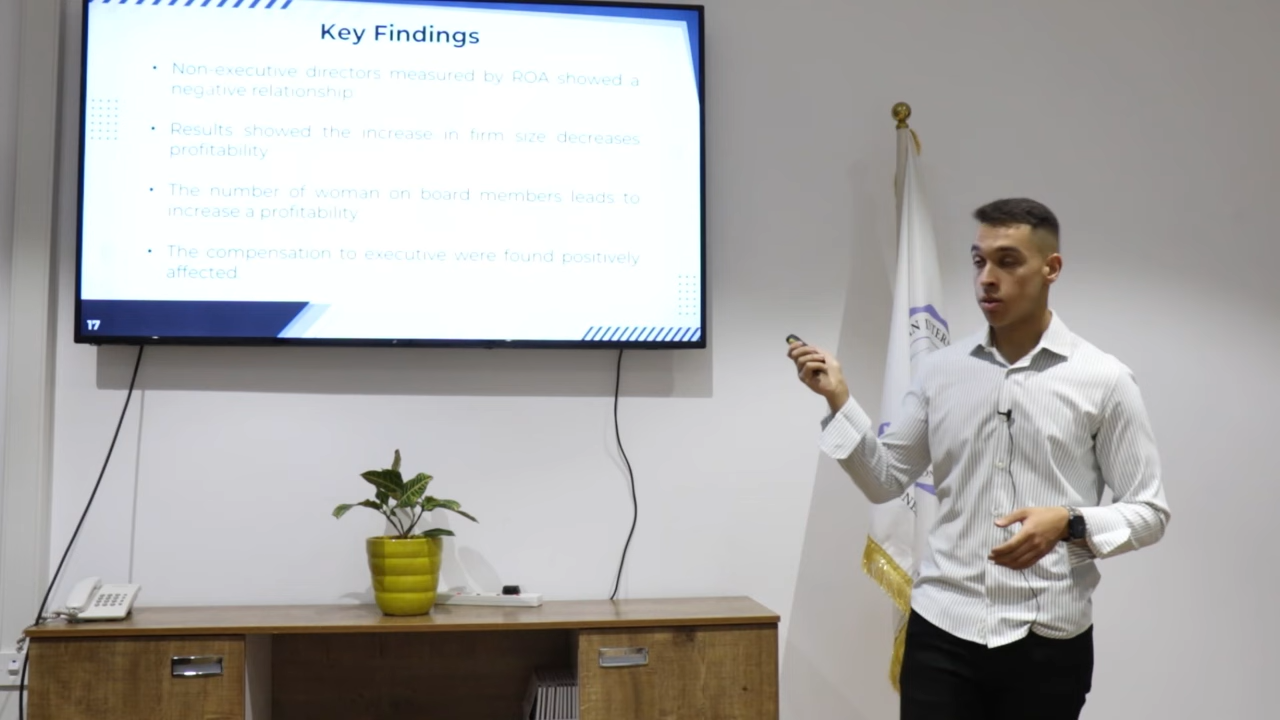 Key Findings
• Non-executive directors measured by ROA showed a
negative relationship
• Results showed the increase in firm size decreases
profitability
• The number of woman on board members leads to
increase a profitability
• The compensation to executive were found positively
affected
17